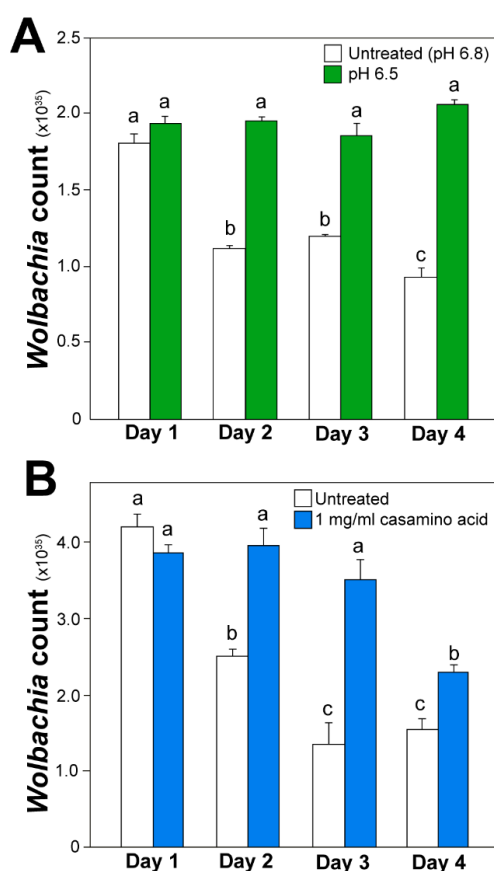 A
2.5
Untreated (pH 6.8)
pH 6.5
a a a a a
2.0
1.5
b b c
1.0
0.5
0
Wolbachia count (x10³⁵)
Day 1 Day 2 Day 3 Day 4
B
Untreated
1 mg/ml casamino acid
a a a a
4.0
3.0
b b
2.0
c c
1.0
Wolbachia count (x10³⁵)
Day 1 Day 2 Day 3 Day 4